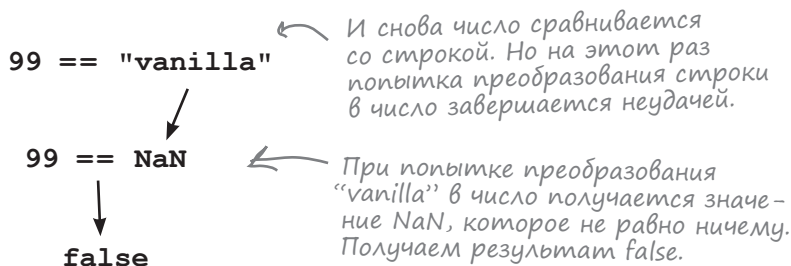 99 == "vanilla"
И снова число сравнивается
со строкой. Но на этот раз
попытка преобразования строки
в число завершается неудачей.
99 == NaN
При попытке преобразования
“vanilla” в число получается значе-
ние NaN, которое не равно ничему.
Получаем результат false.
false